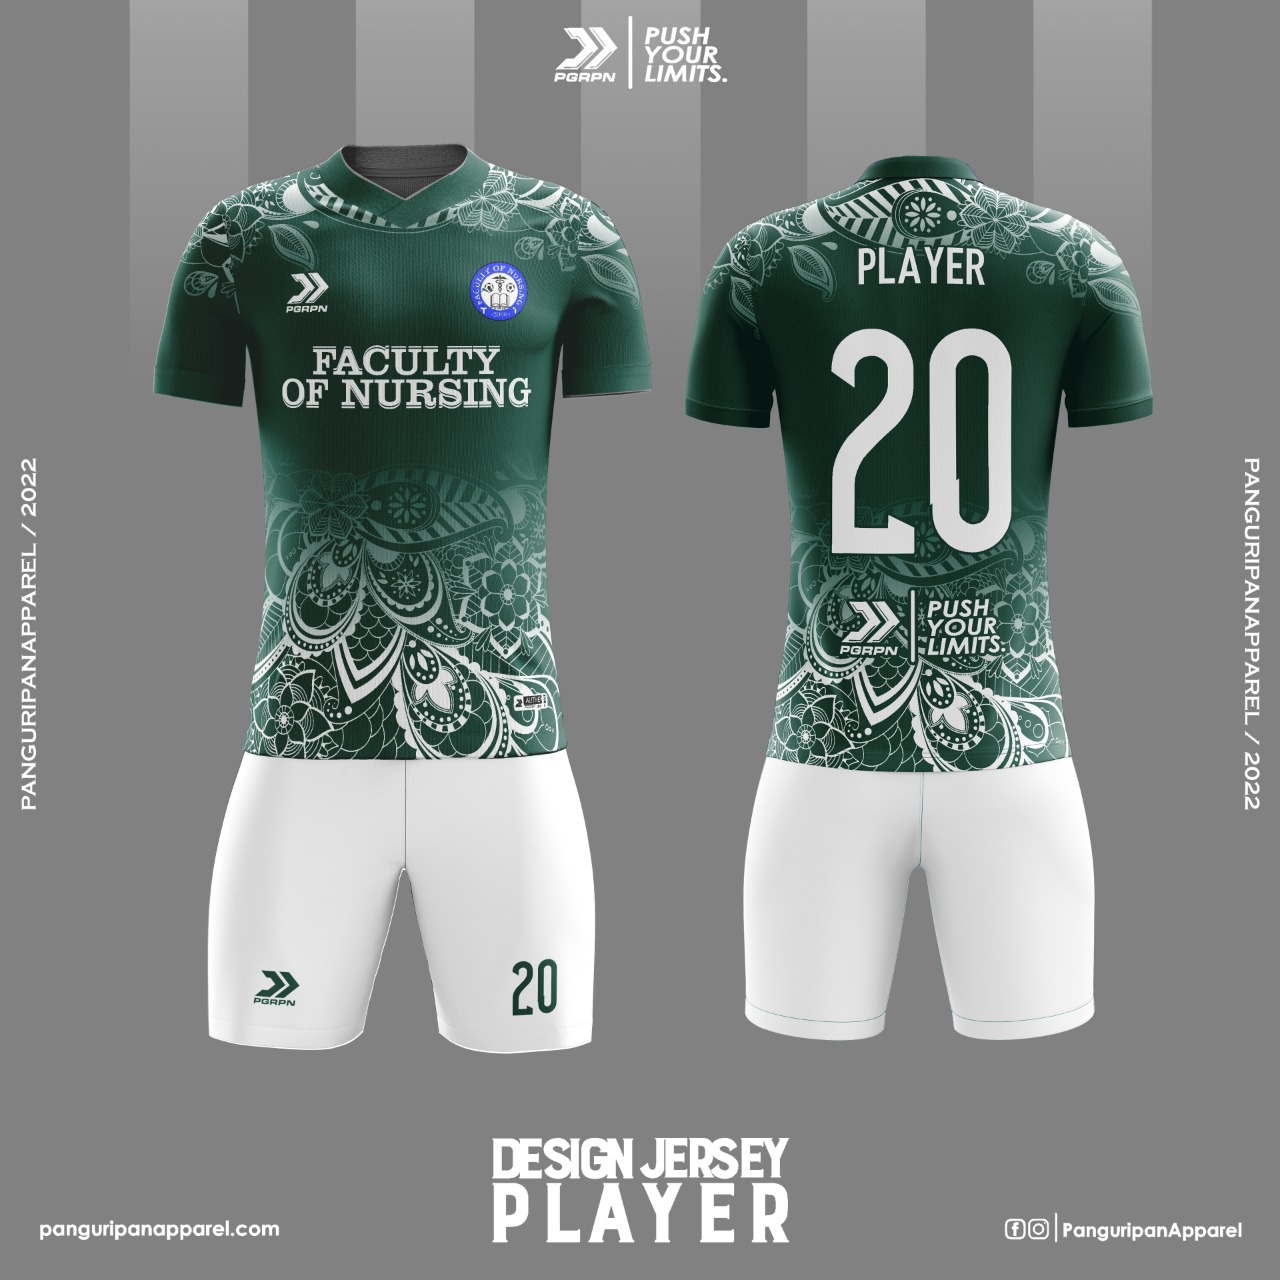 PGRPN
PUSH
YOUR
LIMITS.
PGRPN
FACULTY OF NURSING
FACULTY
OF NURSING
PLAYER
20
PGRPN
PUSH
YOUR
LIMITS.
PGRPN
20
PANGURIPANAPPAREL / 2022
PANGURIPANAPPAREL / 2022
DESIGN JERSEY
PLAYER
panguripanapparel.com
PanguripanApparel